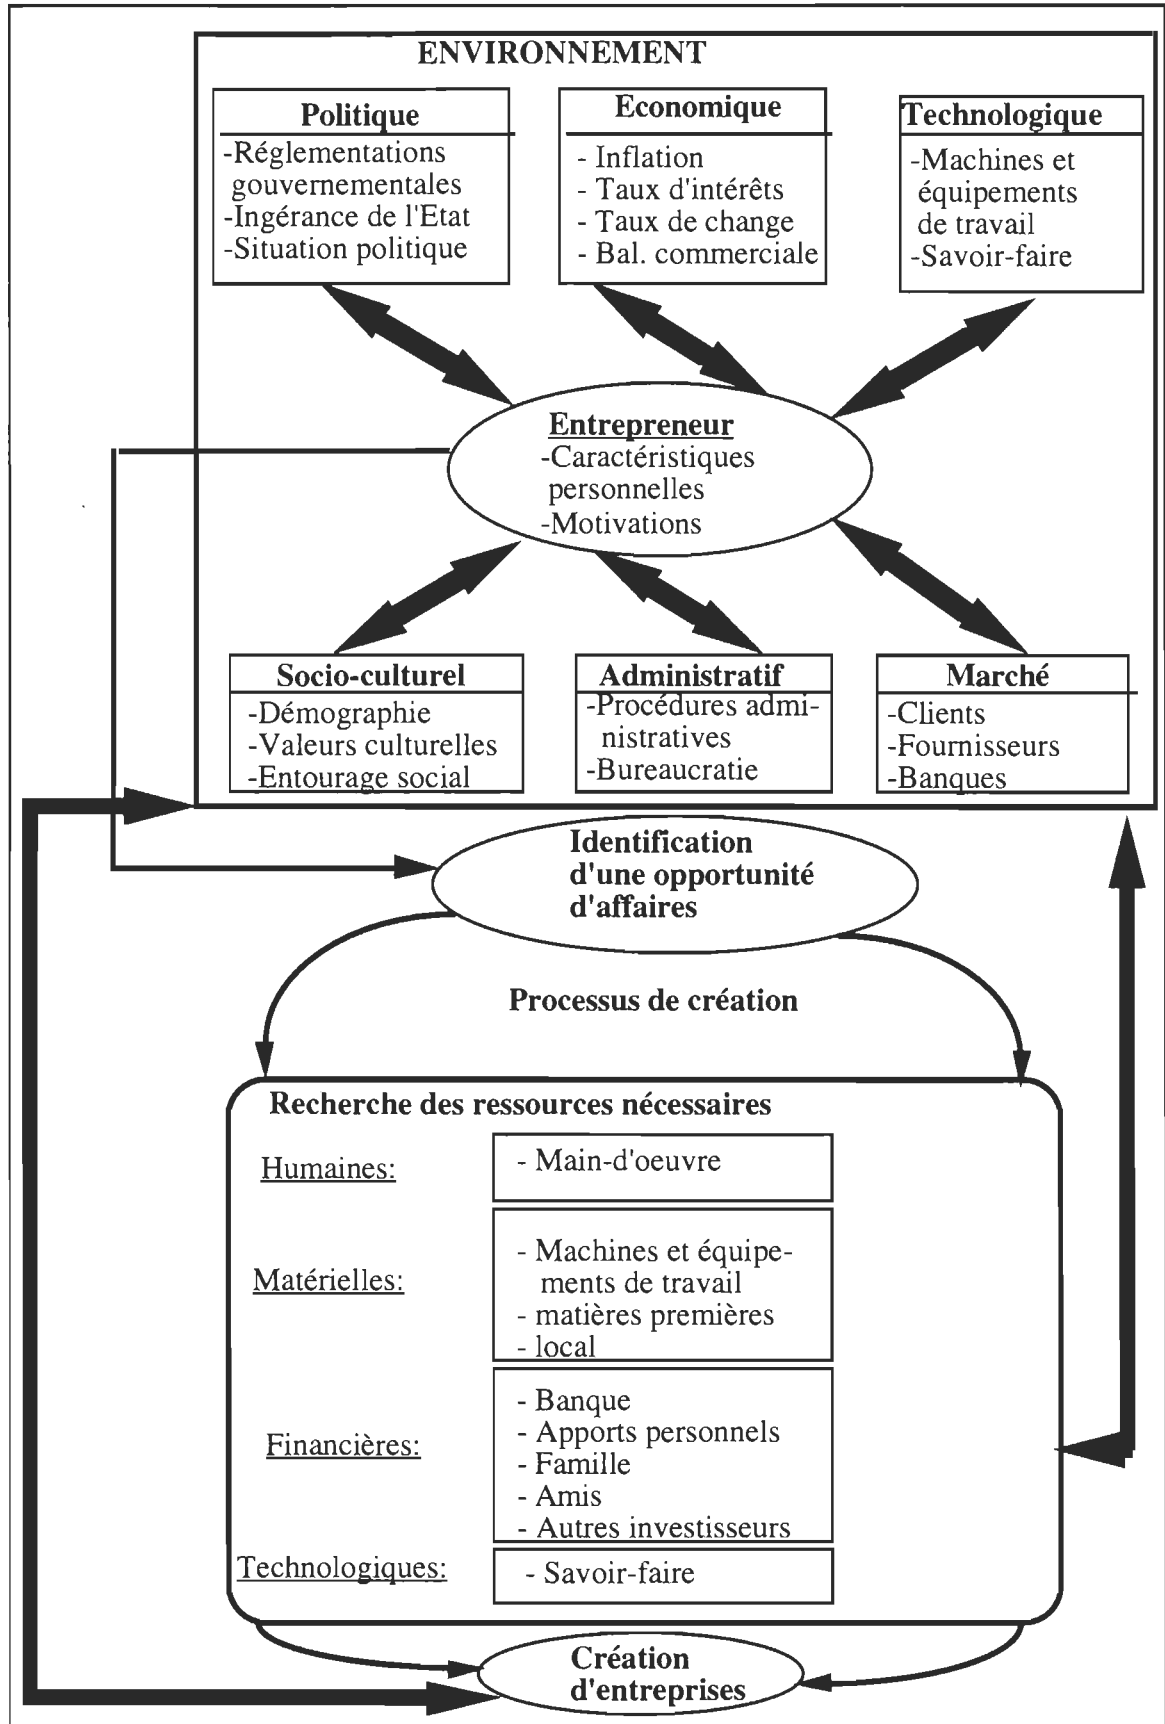 ENVIRONNEMENT
Politique
-Réglementations
gouvernementales
-Ingérance de l'Etat
-Situation politique
Economique
- Inflation
- Taux d'intérêts
- Taux de change
- Bal. commerciale
Technologique
-Machines et
équipements
de travail
-Savoir-faire
Entrepreneur
-Caractéristiques
personnelles
-Motivations
Socio-culturel
-Démographie
-Valeurs culturelles
-Entourage social
Administratif
-Procédures admi-
nistratives
-Bureaucratie
Marché
-Clients
-Fournisseurs
-Banques
Identification
d'une opportunité
d'affaires
Processus de création
Recherche des ressources nécessaires
Humaines:
- Main-d'oeuvre
Matérielles:
- Machines et équipe-
ments de travail
- matières premières
- local
Financières:
- Banque
- Apports personnels
- Famille
- Amis
- Autres investisseurs
Technologiques:
- Savoir-faire
Création
d'entreprises